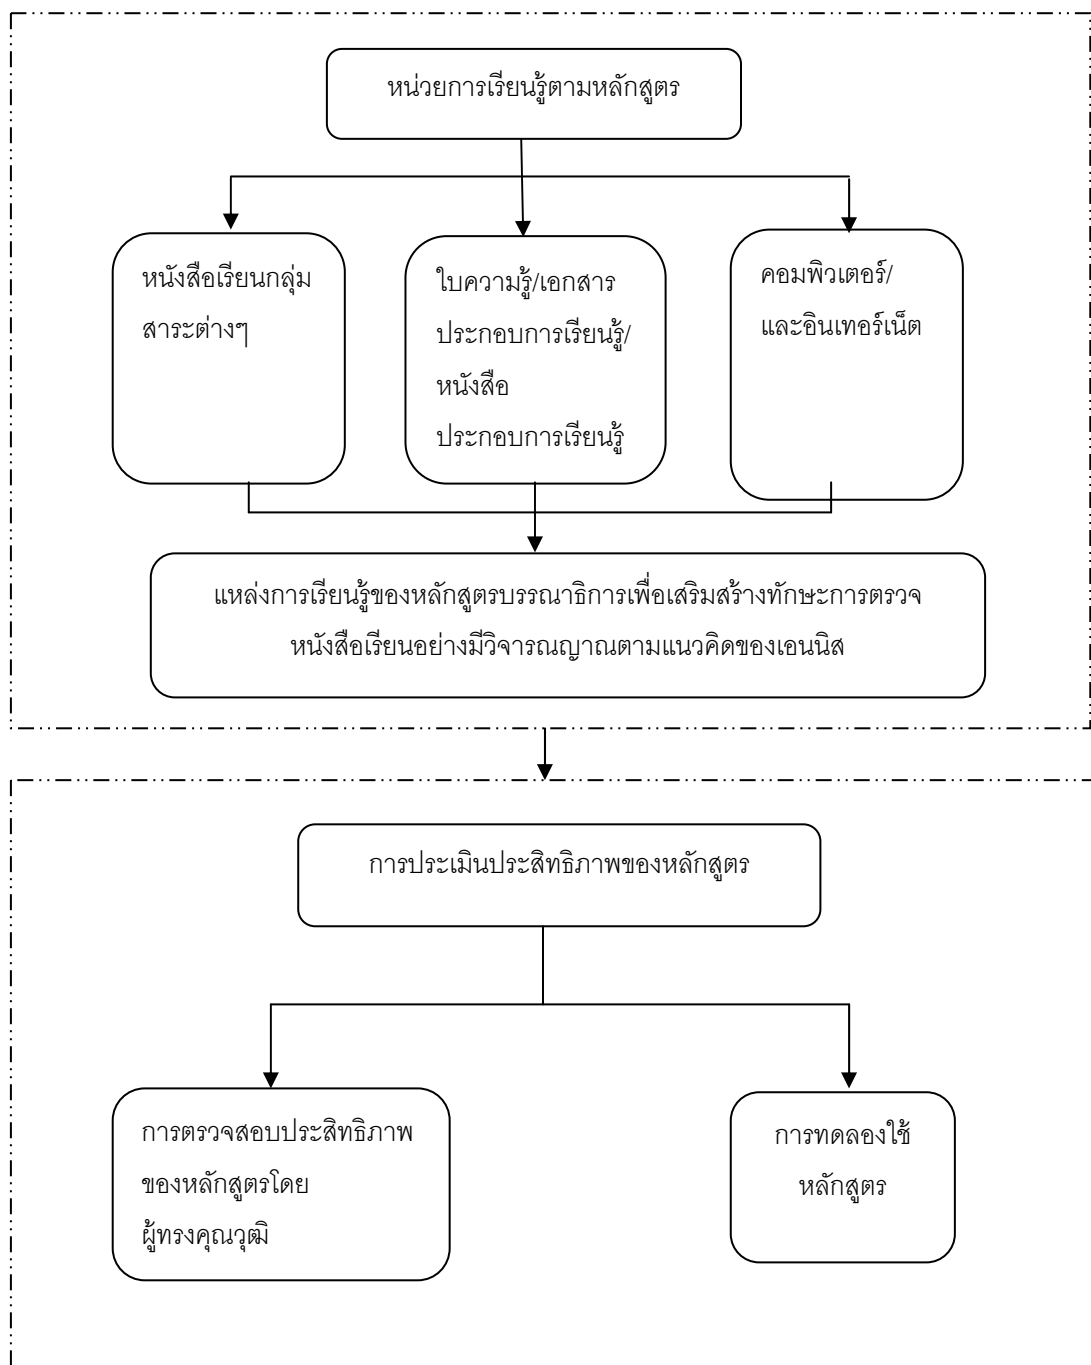 หน่วยการเรียนรู้ตามหลักสูตร
หนังสือเรียนกลุ่ม
สาระต่างๆ
ใบความรู้/เอกสาร
ประกอบการเรียนรู้/
หนังสือ
ประกอบการเรียนรู้
คอมพิวเตอร์/
และอินเทอร์เน็ต
แหล่งการเรียนรู้ของหลักสูตรบรรณาธิการเพื่อเสริมสร้างทักษะการตรวจ
หนังสือเรียนอย่างมีวิจารณญาณตามแนวคิดของเอนนิส
การประเมินประสิทธิภาพของหลักสูตร
การตรวจสอบประสิทธิภาพ
ของหลักสูตรโดย
ผู้ทรงคุณวุฒิ
การทดลองใช้
หลักสูตร